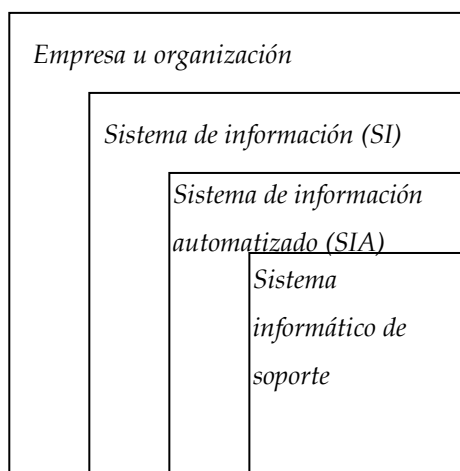 Empresa u organización
Sistema de información (SI)
Sistema de información
automatizado (SIA)
Sistema
informático de
soporte